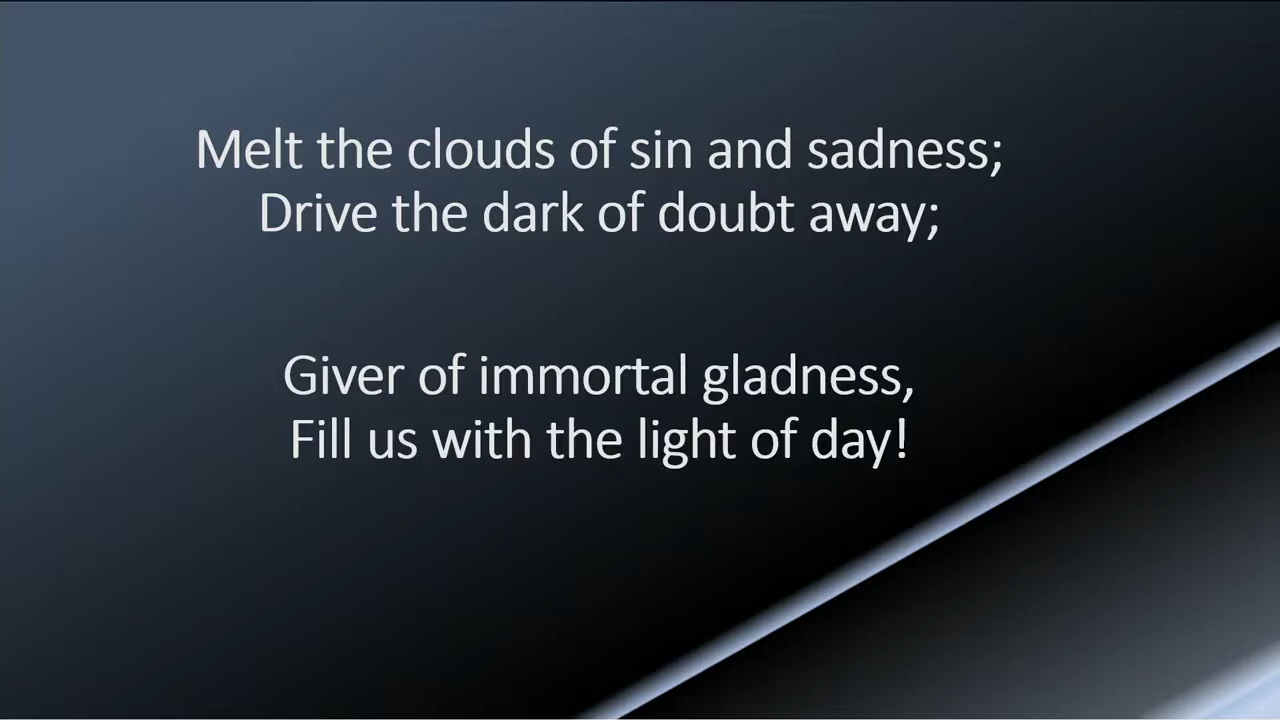 Melt the clouds of sin and sadness;
Drive the dark of doubt away;
Giver of immortal gladness,
Fill us with the light of day!